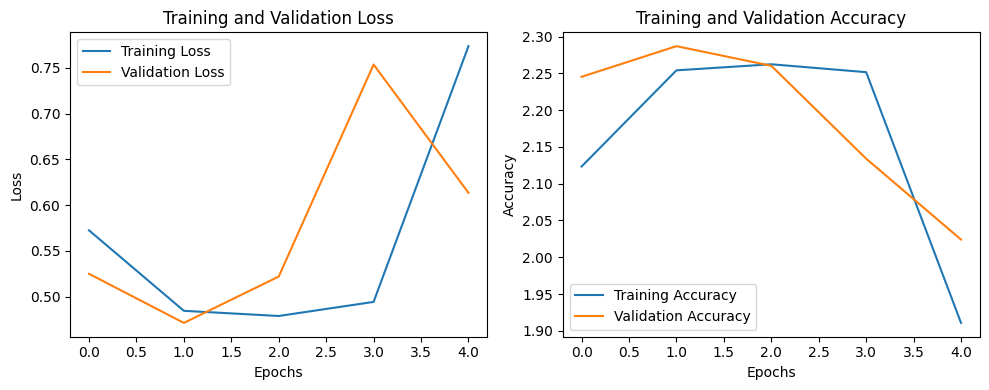 Training and Validation Loss
Training Loss
Validation Loss
0.75
0.70
0.65
0.60
0.55
0.50
Loss
0.0 0.5 1.0 1.5 2.0 2.5 3.0 3.5 4.0
Epochs
Training and Validation Accuracy
2.30
2.25
2.20
2.15
2.10
2.05
2.00
1.95
1.90
Accuracy
Training Accuracy
Validation Accuracy
0.0 0.5 1.0 1.5 2.0 2.5 3.0 3.5 4.0
Epochs